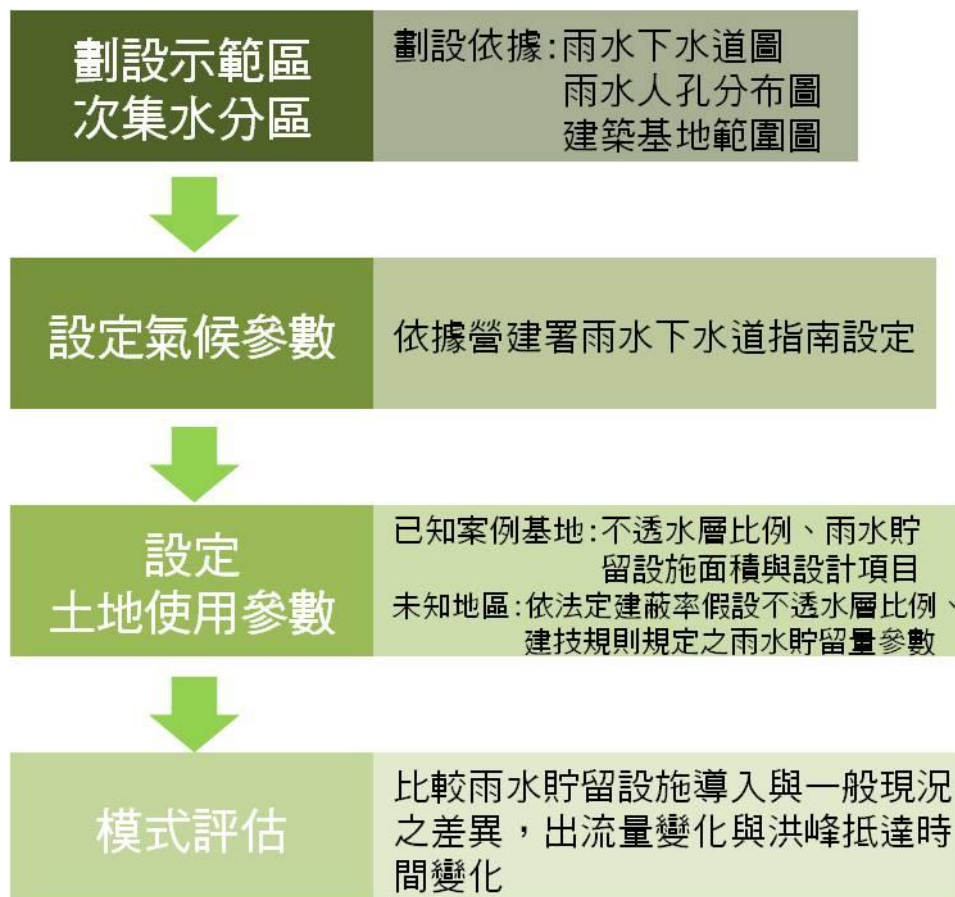 劃設示範區
次集水分區
劃設依據:雨水下水道圖
雨水人孔分布圖
建築基地範圍圖
設定氣候參數
依據營建署雨水下水道指南設定
設定
土地使用參數
已知案例基地:不透水層比例、雨水貯
留設施面積與設計項目
未知地區:依法定建蔽率假設不透水層比例、
建技規則規定之雨水貯留量參數
模式評估
比較雨水貯留設施導入與一般現況
之差異，出流量變化與洪峰抵達時
間變化